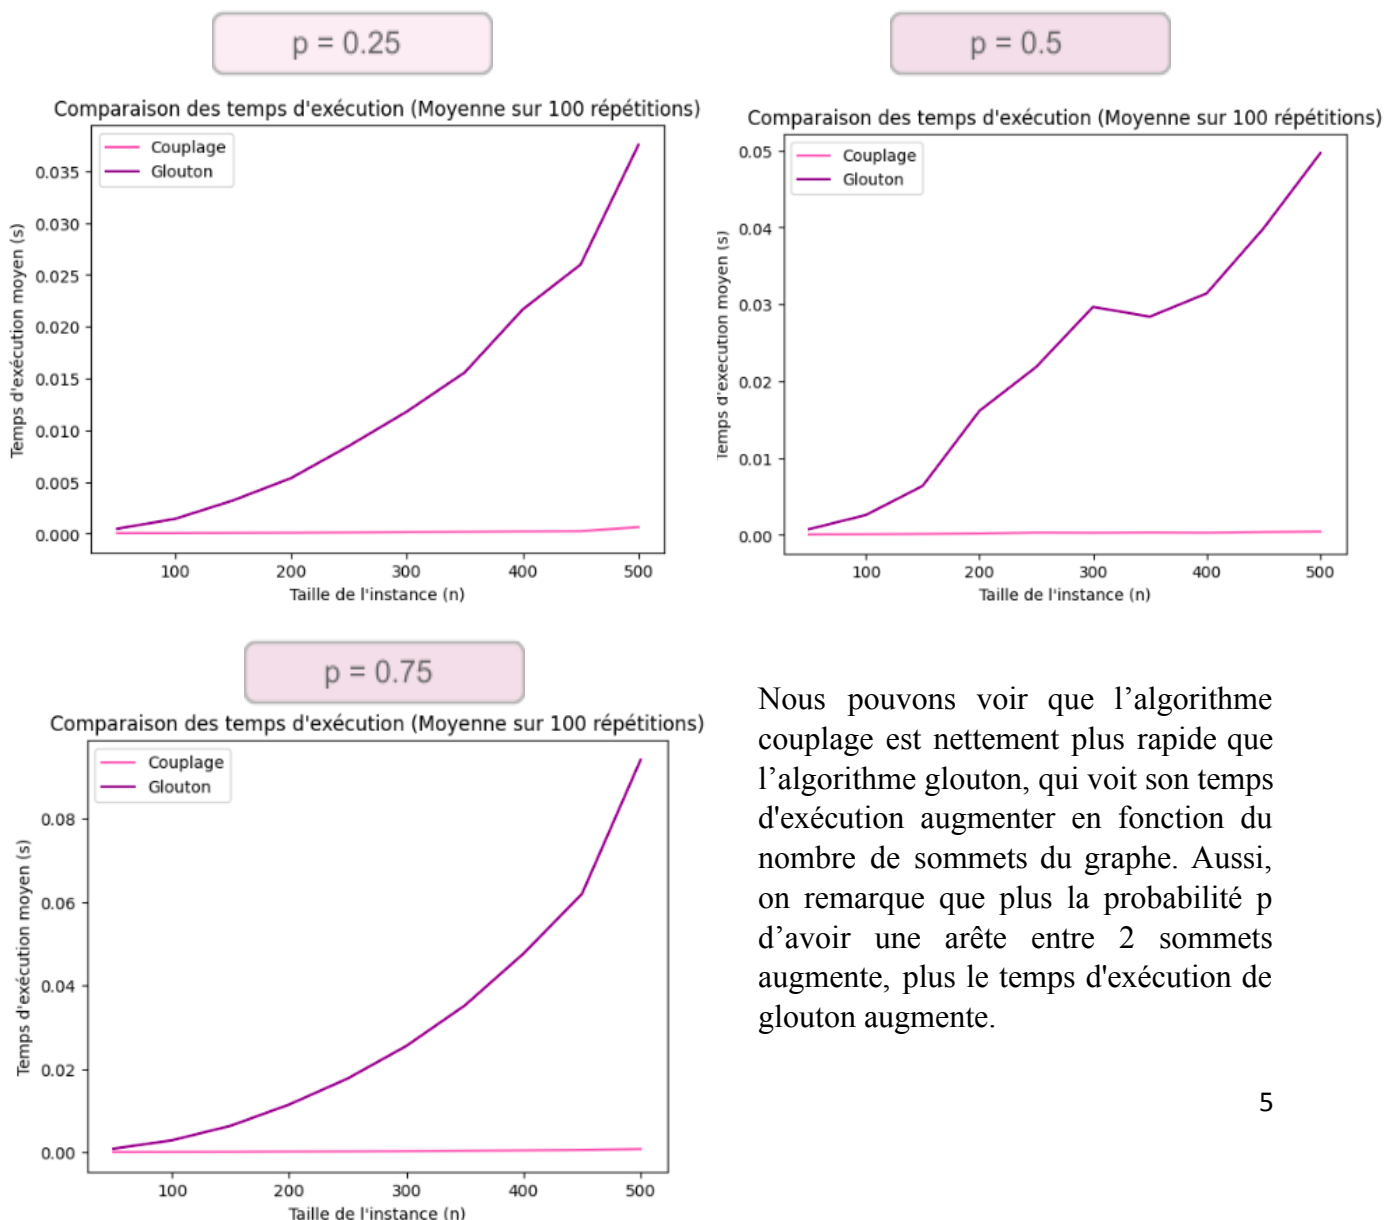 p = 0.25
Comparaison des temps d'exécution (Moyenne sur 100 répétitions)
Couplage
Glouton
0.035
0.030
0.025
0.020
0.015
0.010
0.005
0.000
Temps d'exécution moyen (s)
100 200 300 400 500
Taille de l'instance (n)
p = 0.5
Comparaison des temps d'exécution (Moyenne sur 100 répétitions)
Couplage
Glouton
0.05
0.04
0.03
0.02
0.01
0.00
Temps d'exécution moyen (s)
100 200 300 400 500
Taille de l'instance (n)
p = 0.75
Comparaison des temps d'exécution (Moyenne sur 100 répétitions)
Couplage
Glouton
0.08
0.06
0.04
0.02
0.00
Temps d'exécution moyen (s)
100 200 300 400 500
Taille de l'instance (n)
Nous pouvons voir que l’algorithme
couplage est nettement plus rapide que
l’algorithme glouton, qui voit son temps
d'exécution augmenter en fonction du
nombre de sommets du graphe. Aussi,
on remarque que plus la probabilité p
d’avoir une arête entre 2 sommets
augmente, plus le temps d'exécution de
glouton augmente.
5